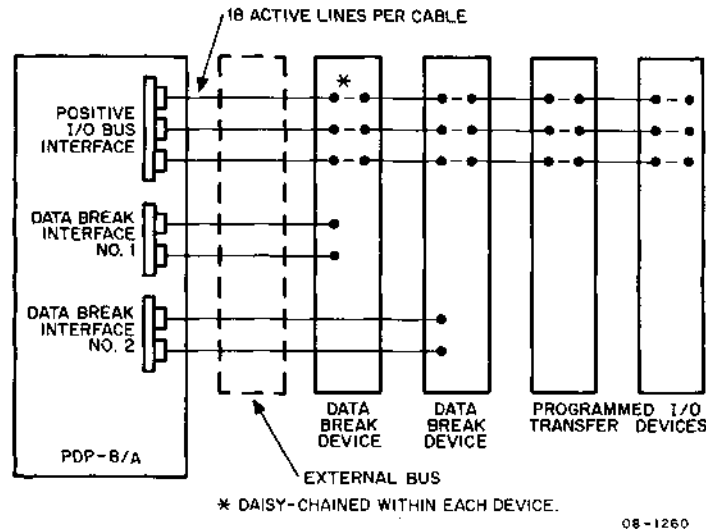 18 ACTIVE LINES PER CABLE
*
POSITIVE
I/O BUS
INTERFACE
DATA BREAK
INTERFACE
NO. 1
DATA BREAK
INTERFACE
NO. 2
PDP-8/A
DATA
BREAK
DEVICE
DATA
BREAK
DEVICE
PROGRAMMED I/O
TRANSFER DEVICES
EXTERNAL BUS
* DAISY-CHAINED WITHIN EACH DEVICE.
08-1260